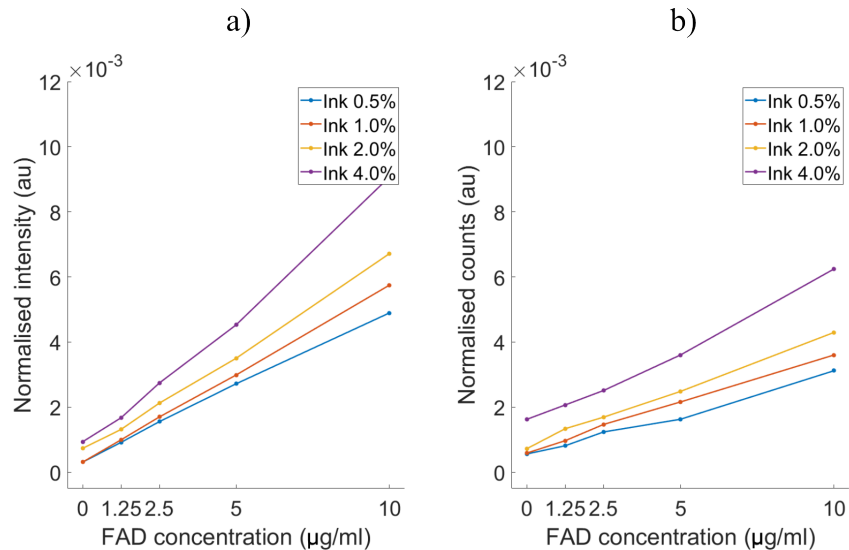 a)
×10⁻³
12
10
8
6
4
2
0
Normalised intensity (au)
0 1.25 2.5 5 10
FAD concentration (μg/ml)
Ink 0.5%
Ink 1.0%
Ink 2.0%
Ink 4.0%
b)
×10⁻³
12
10
8
6
4
2
0
Normalised counts (au)
0 1.25 2.5 5 10
FAD concentration (μg/ml)
Ink 0.5%
Ink 1.0%
Ink 2.0%
Ink 4.0%